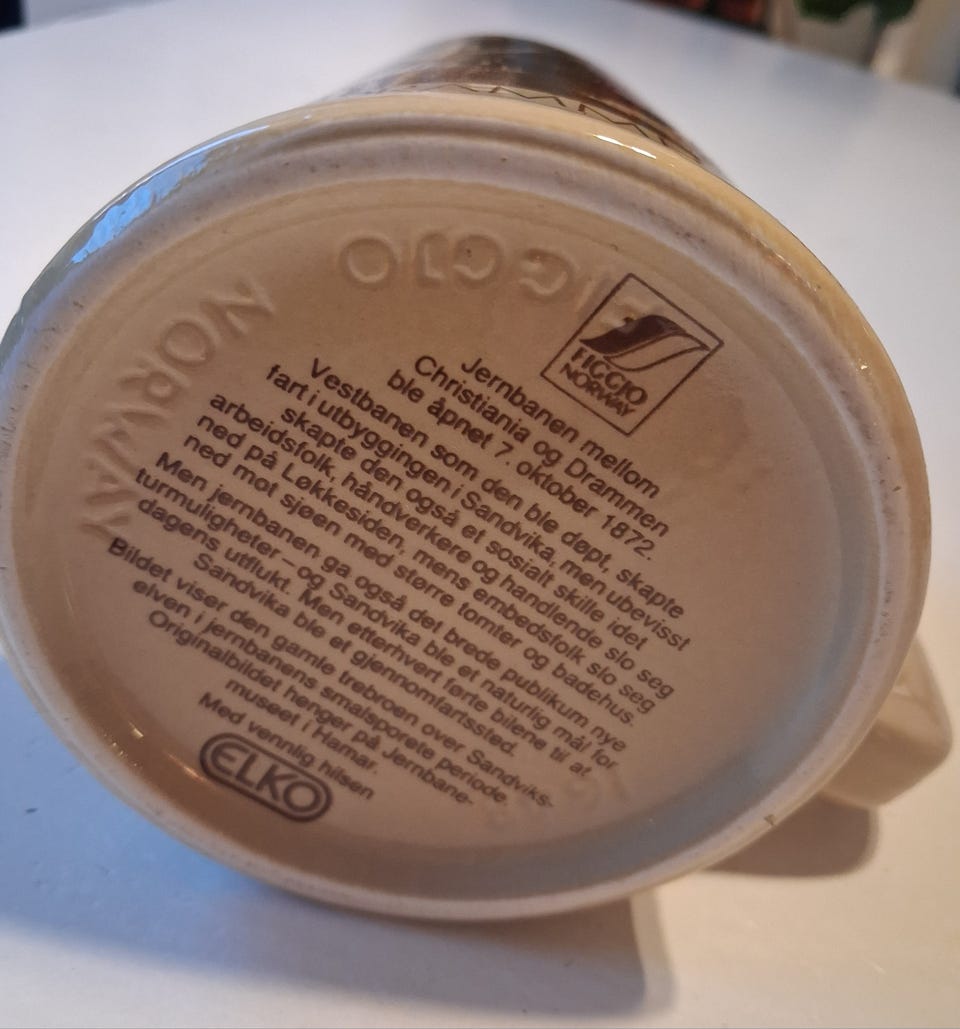 FIGGJO
NORWAY
FIGGJO
NORWAY
Jernbanen mellom
Christiania og Drammen
ble åpnet 7. oktober 1872.
Vestbanen som den ble døpt, skapte
fart i utbyggingen i Sandvika, men ubevisst
skapte den også et sosialt skille idet
arbeidsfolk, håndverkere og handlende slo seg
ned på Løkkesiden, mens embedsfolk slo seg
ned mot sjøen med større tomter og badehus.
Men jernbanen ga også det brede publikum nye
turmuligheter – og Sandvika ble et naturlig mål for
dagens utflukt. Men etterhvert førte bilene til at
Sandvika ble et gjennomfartssted.
Bildet viser den gamle trebroen over Sandviks-
elven i jernbanens smalsporete periode.
Originalbildet henger på Jernbane-
museet i Hamar.
Med vennlig hilsen
ELKO